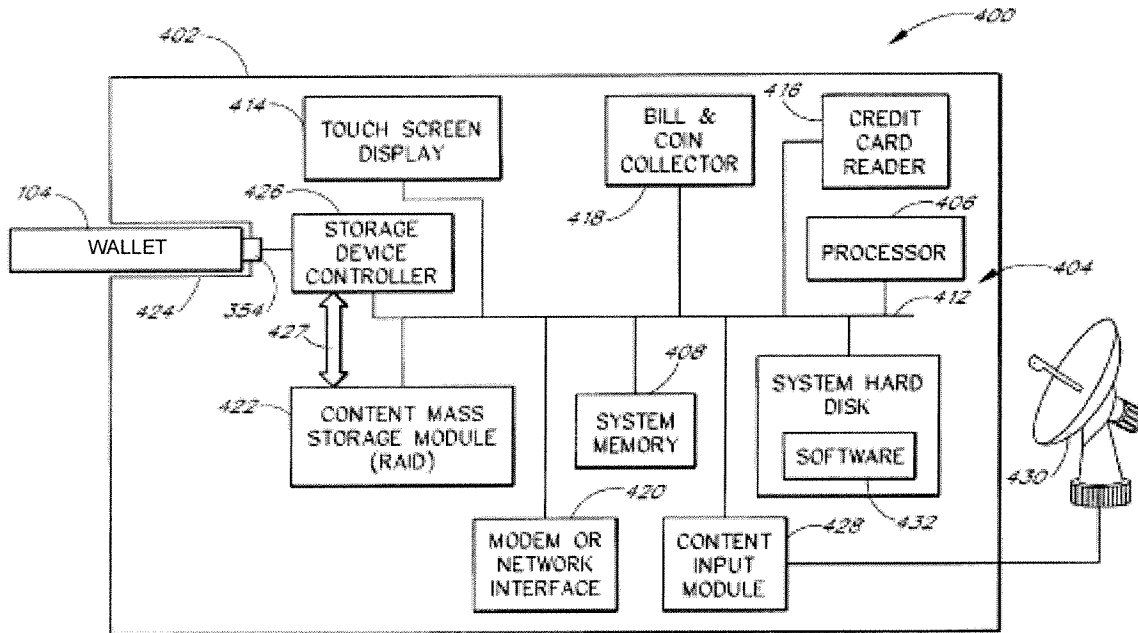 400
402
414
TOUCH SCREEN
DISPLAY
BILL &
COIN
COLLECTOR
418
416
CREDIT
CARD
READER
104
WALLET
426
STORAGE
DEVICE
CONTROLLER
406
PROCESSOR
404
412
424
354
427
422
CONTENT MASS
STORAGE MODULE
(RAID)
408
SYSTEM
MEMORY
SYSTEM HARD
DISK
SOFTWARE
432
430
420
MODEM OR
NETWORK
INTERFACE
428
CONTENT
INPUT
MODULE